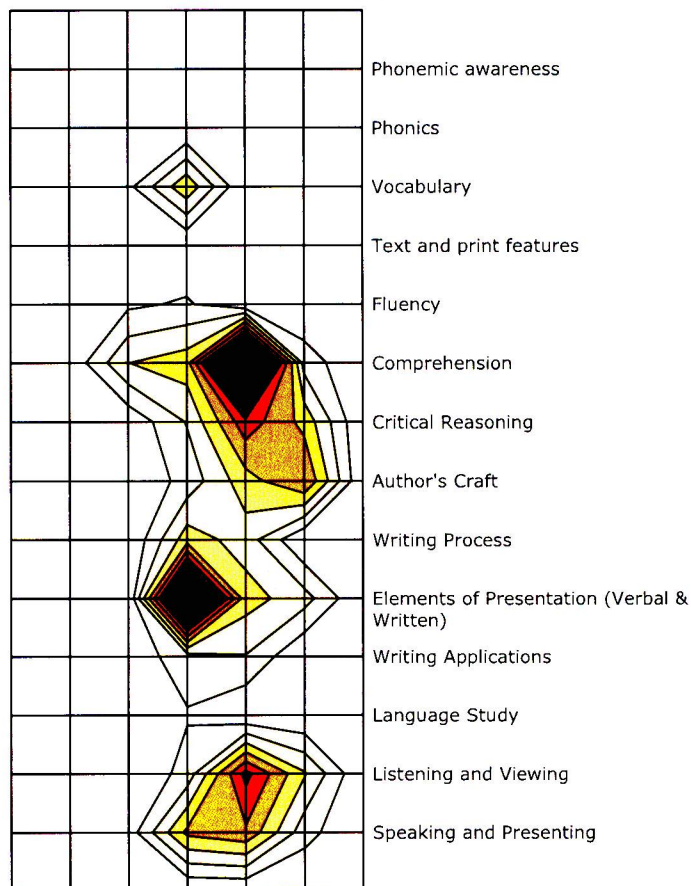 Phonemic awareness
Phonics
Vocabulary
Text and print features
Fluency
Comprehension
Critical Reasoning
Author's Craft
Writing Process
Elements of Presentation (Verbal &
Written)
Writing Applications
Language Study
Listening and Viewing
Speaking and Presenting